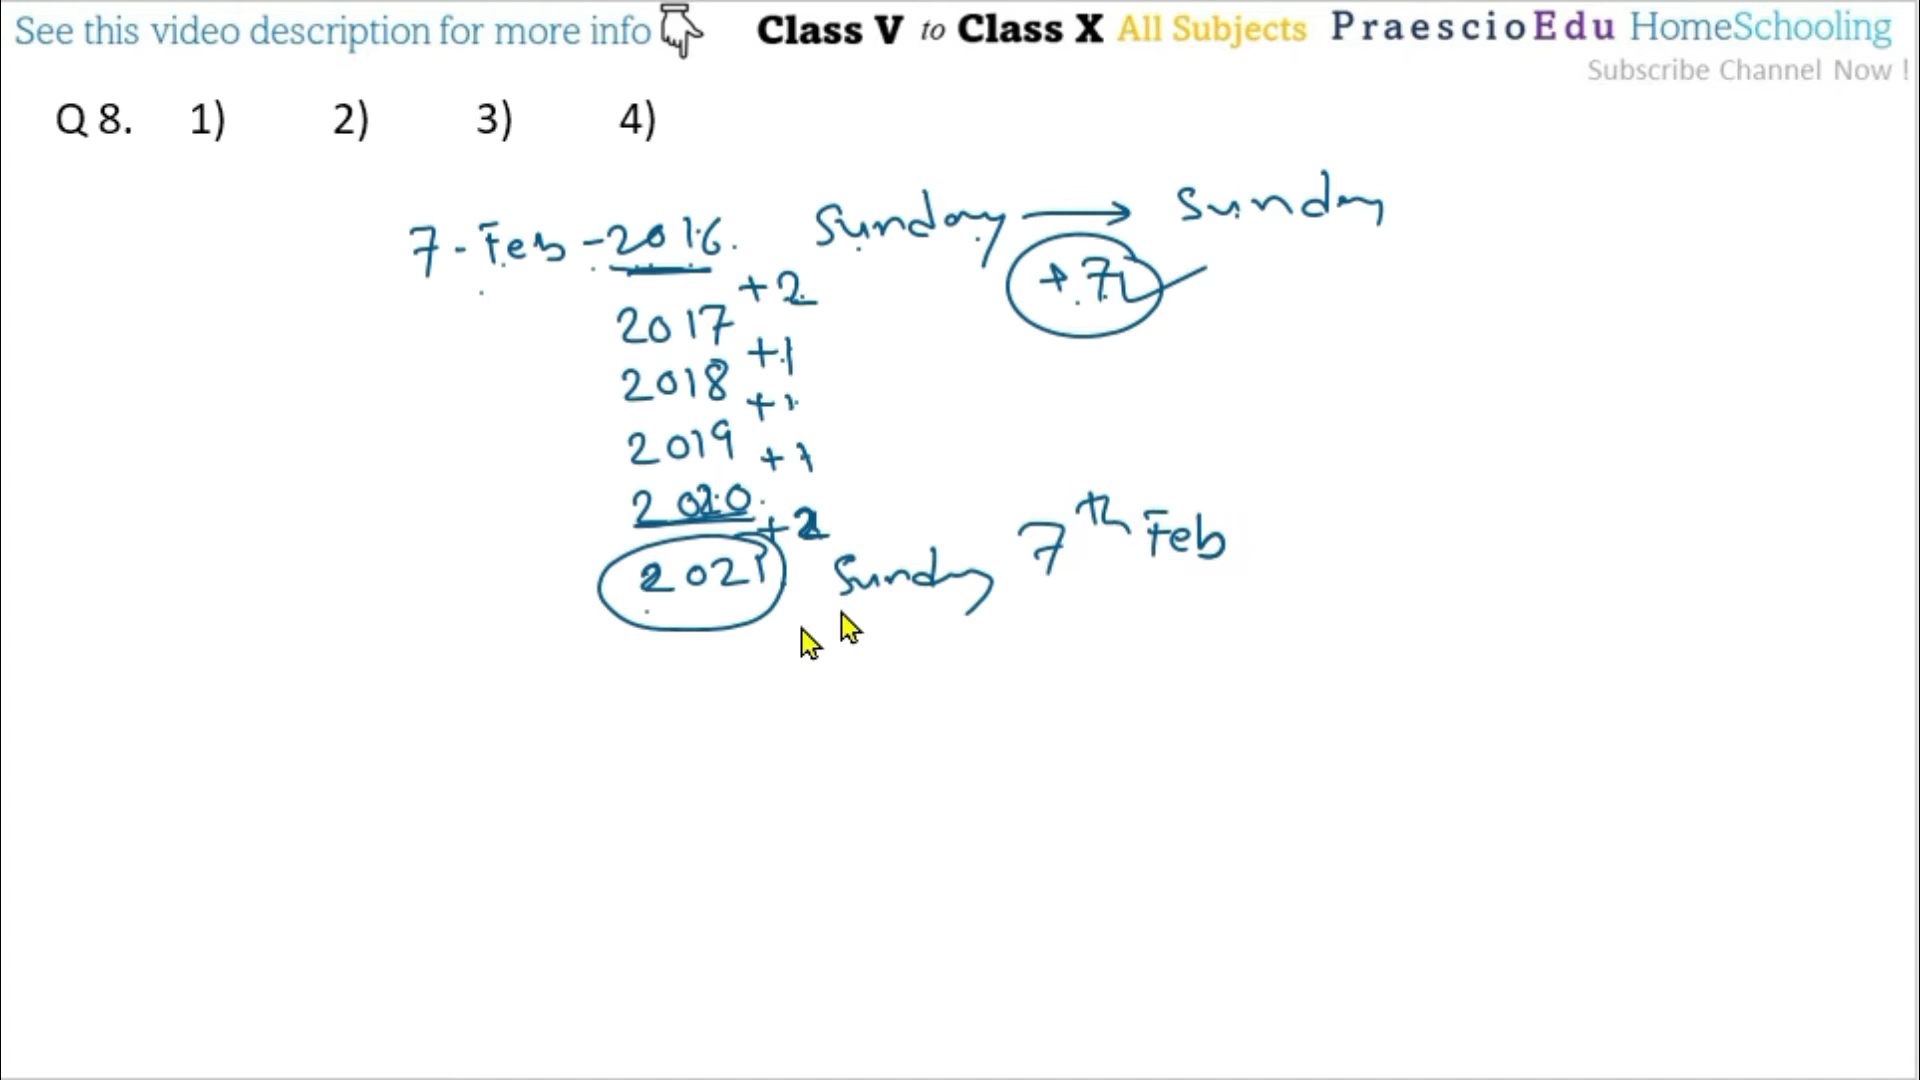 See this video description for more info Class V to Class X All Subjects PraescioEdu HomeSchooling
Subscribe Channel Now !
Q 8. 1) 2) 3) 4)
7 - Feb - 2016. Sunday → Sunday
+2 +7
2017
+1
2018
+1
2019
+1
2020
+2
2021 Sunday 7th Feb